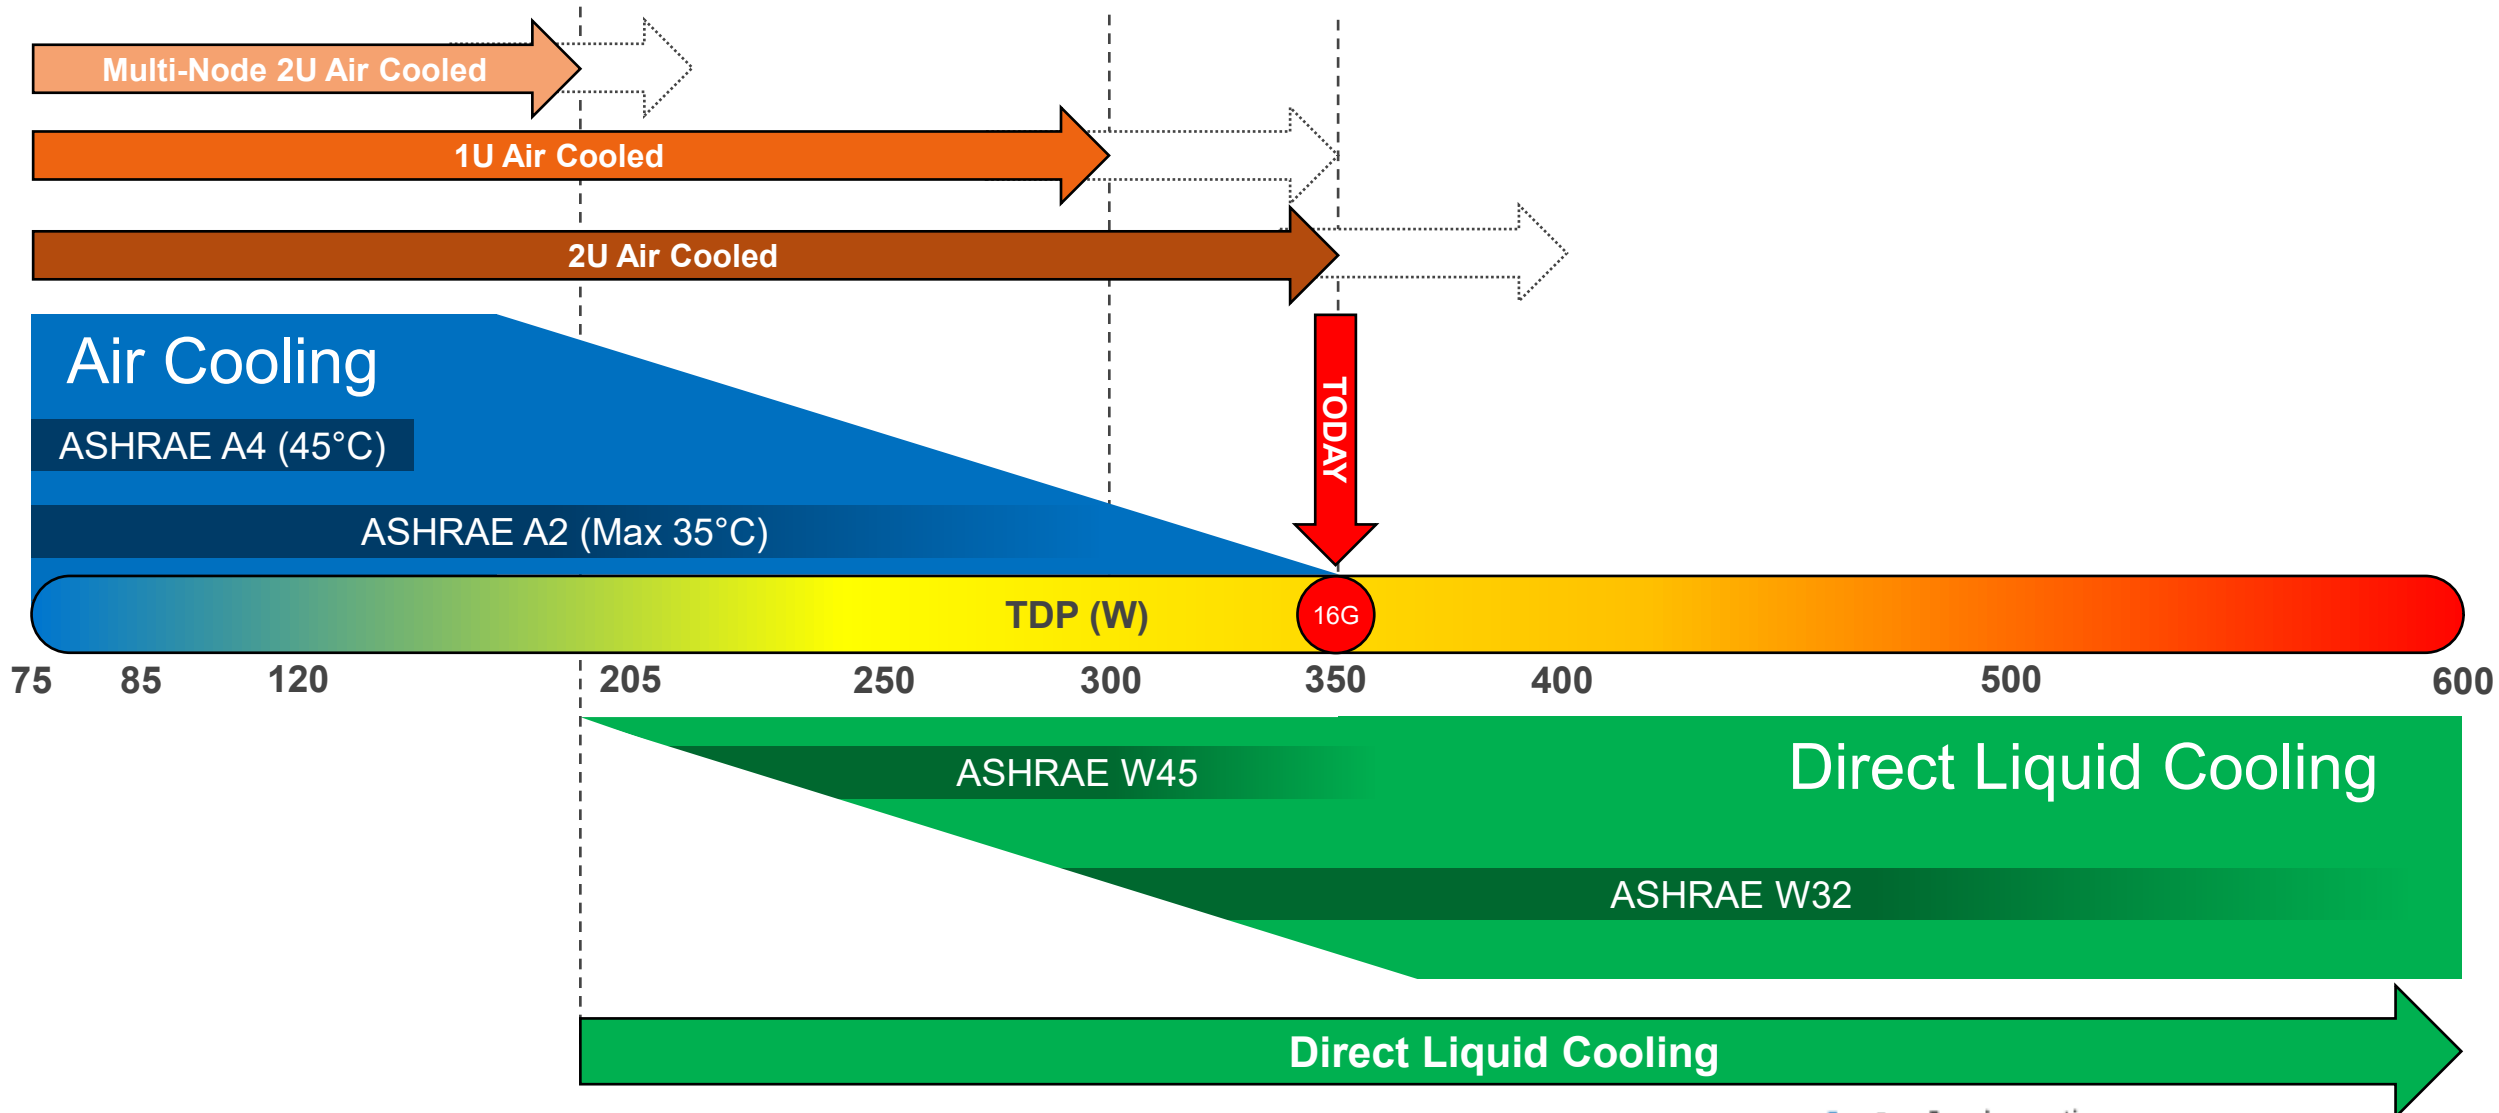 Multi-Node 2U Air Cooled
1U Air Cooled
2U Air Cooled
Air Cooling
ASHRAE A4 (45°C)
ASHRAE A2 (Max 35°C)
TODAY
TDP (W)
16G
75 85 120 205 250 300 350 400 500 600
ASHRAE W45
Direct Liquid Cooling
ASHRAE W32
Direct Liquid Cooling